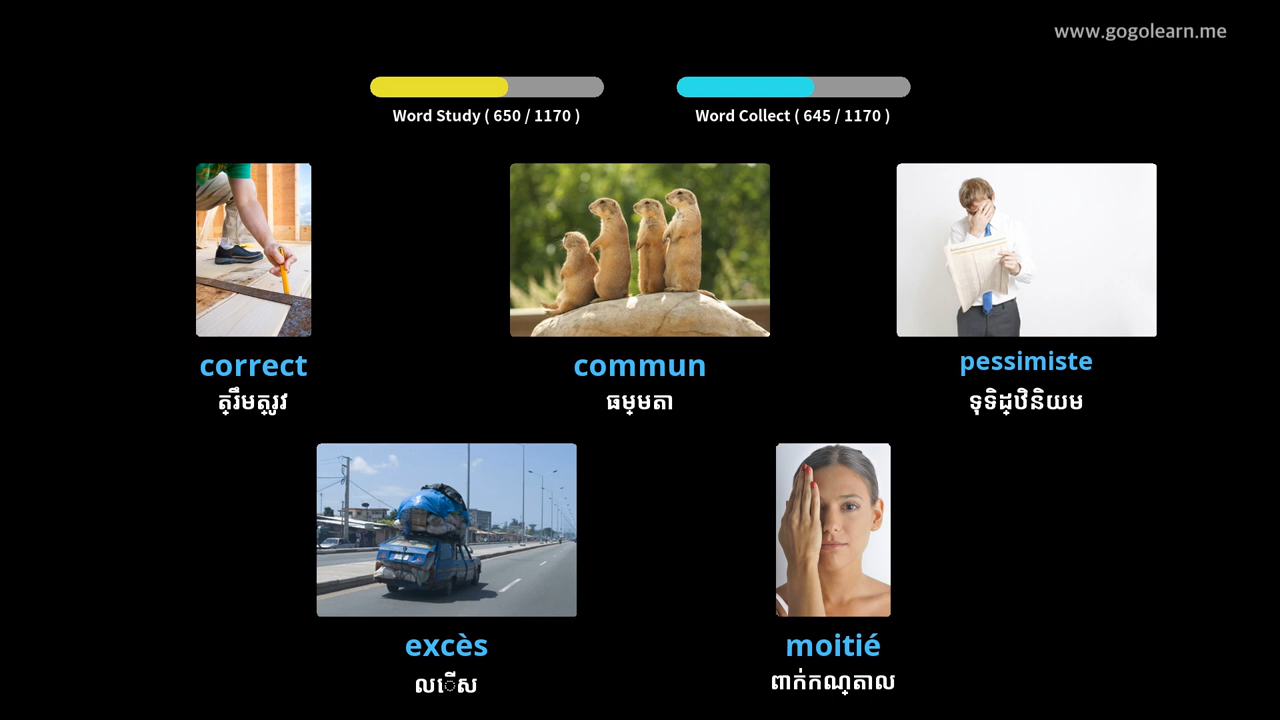 www.gogolearn.me
Word Study ( 650 / 1170 )
Word Collect ( 645 / 1170 )
correct
ត្រឹមត្រូវ
commun
ធម្មតា
pessimiste
ទុទិដ្ឋិនិយម
excès
លើស
moitié
ពាក់កណ្តាល